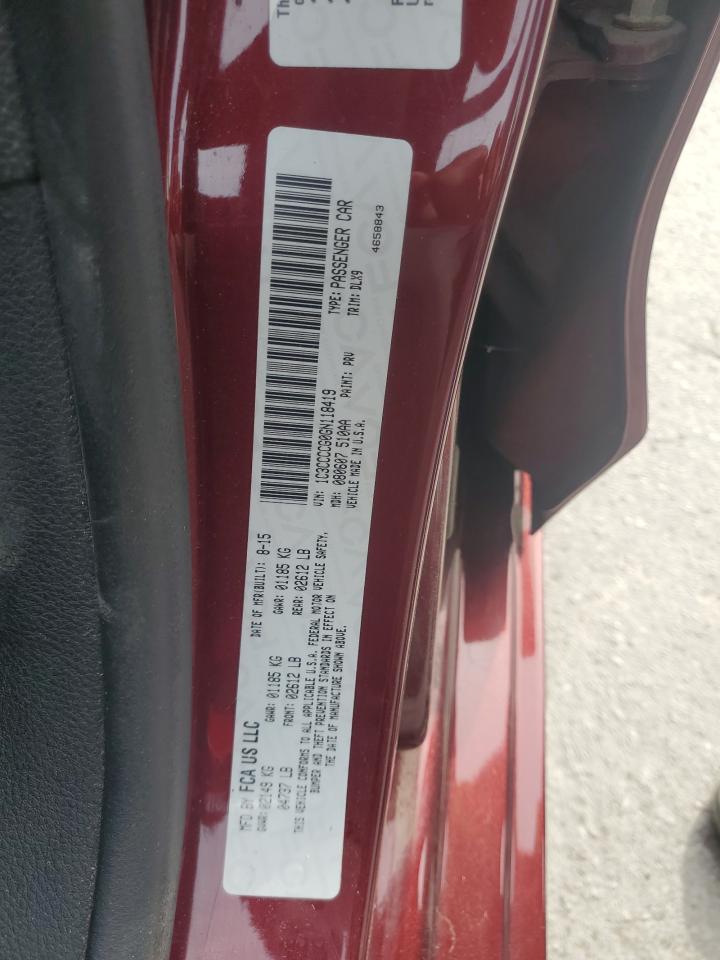 MFD BY FCA US LLC
DATE OF MFR(BUILT): 8-15
GVWR: 02149 KG
GAWR: 01185 KG
GAWR: 01185 KG
04737 LB
FRONT: 02612 LB
REAR: 02612 LB
THIS VEHICLE CONFORMS TO ALL APPLICABLE U.S.A. FEDERAL MOTOR VEHICLE SAFETY,
BUMPER AND THEFT PREVENTION STANDARDS IN EFFECT ON
THE DATE OF MANUFACTURE SHOWN ABOVE.
VIN: 1C3CCCCG0GN118419
TYPE: PASSENGER CAR
MDH: 080607 510AA
PAINT: PRV
TRIM: DLX9
VEHICLE MADE IN U.S.A.
4658843